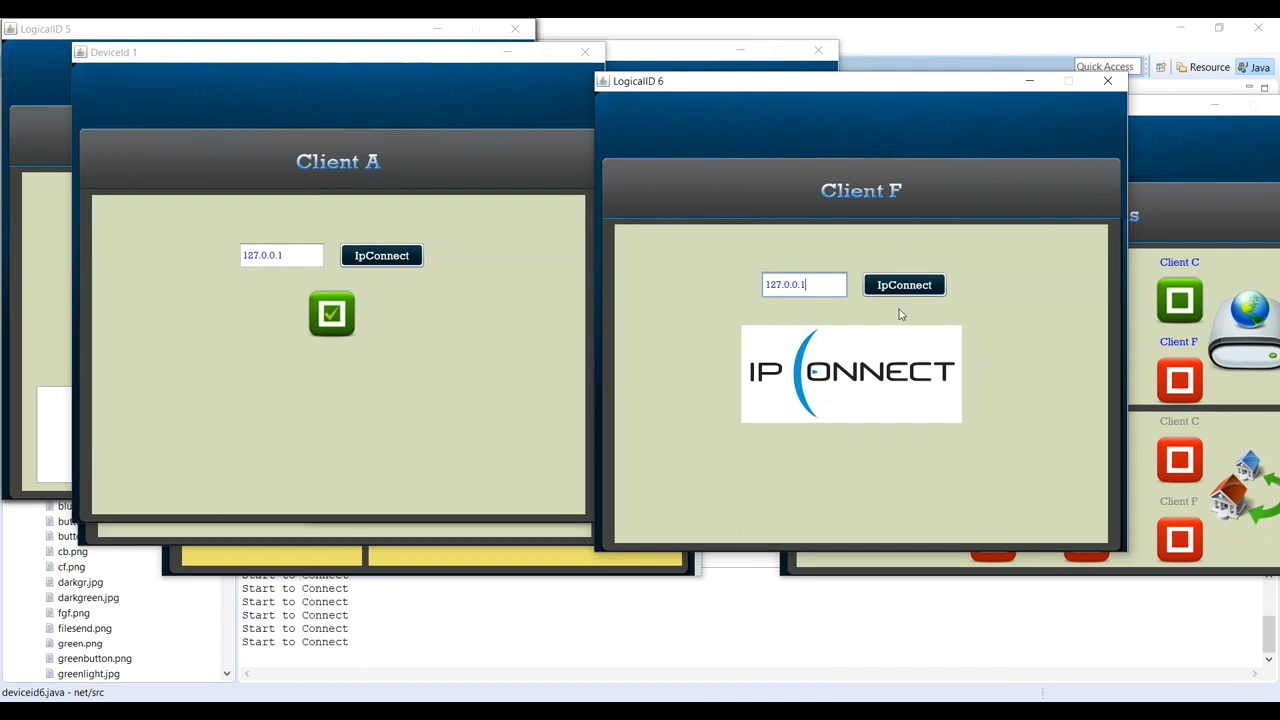 LogicalID 5
DeviceId 1
Quick Access
Resource
Java
LogicalID 6
Client A
Client F
s
127.0.0.1
IpConnect
127.0.0.1
IpConnect
IP CONNECT
Client C
Client F
Client C
Client F
cb.png
cf.png
darkgr.jpg
darkgreen.jpg
fgf.png
filesend.png
green.png
greenbutton.png
greenlight.jpg
Start to Connect
Start to Connect
Start to Connect
Start to Connect
Start to Connect
deviceid6.java - net/src